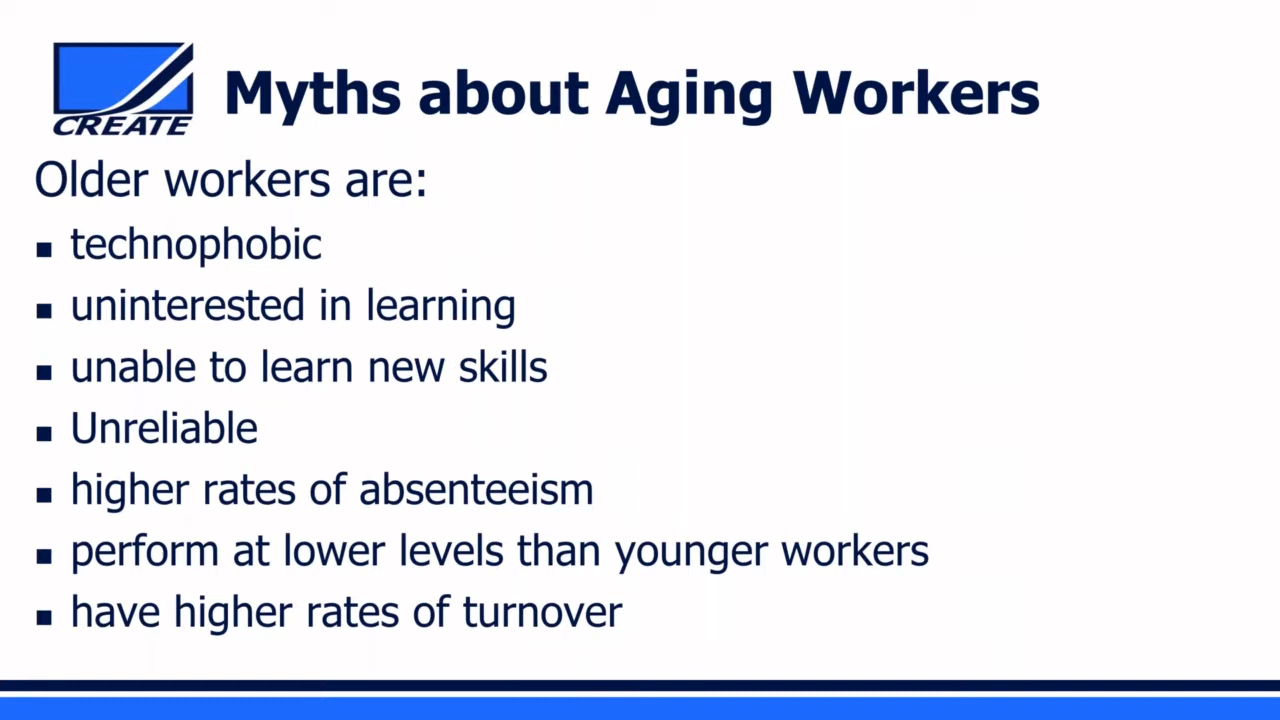 CREATE
Myths about Aging Workers
Older workers are:
▪ technophobic
▪ uninterested in learning
▪ unable to learn new skills
▪ Unreliable
▪ higher rates of absenteeism
▪ perform at lower levels than younger workers
▪ have higher rates of turnover